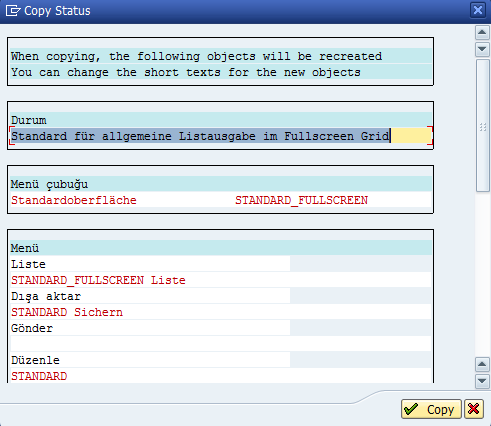 Copy Status
When copying, the following objects will be recreated
You can change the short texts for the new objects
Durum
Standard für allgemeine Listausgabe im Fullscreen Grid
Menü çubuğu
Standardoberfläche STANDARD_FULLSCREEN
Menü
Liste
STANDARD_FULLSCREEN Liste
Dışa aktar
STANDARD Sichern
Gönder
Düzenle
STANDARD
Copy